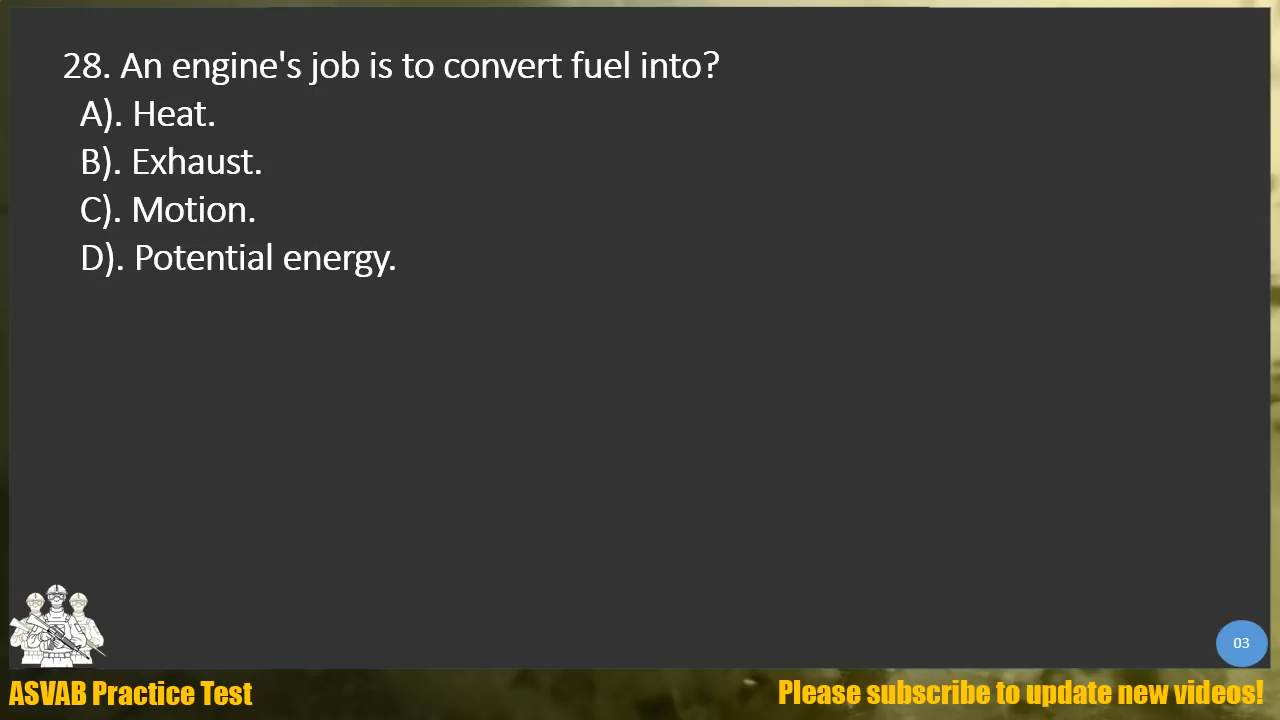 28. An engine's job is to convert fuel into?
A). Heat.
B). Exhaust.
C). Motion.
D). Potential energy.
03
ASVAB Practice Test
Please subscribe to update new videos!